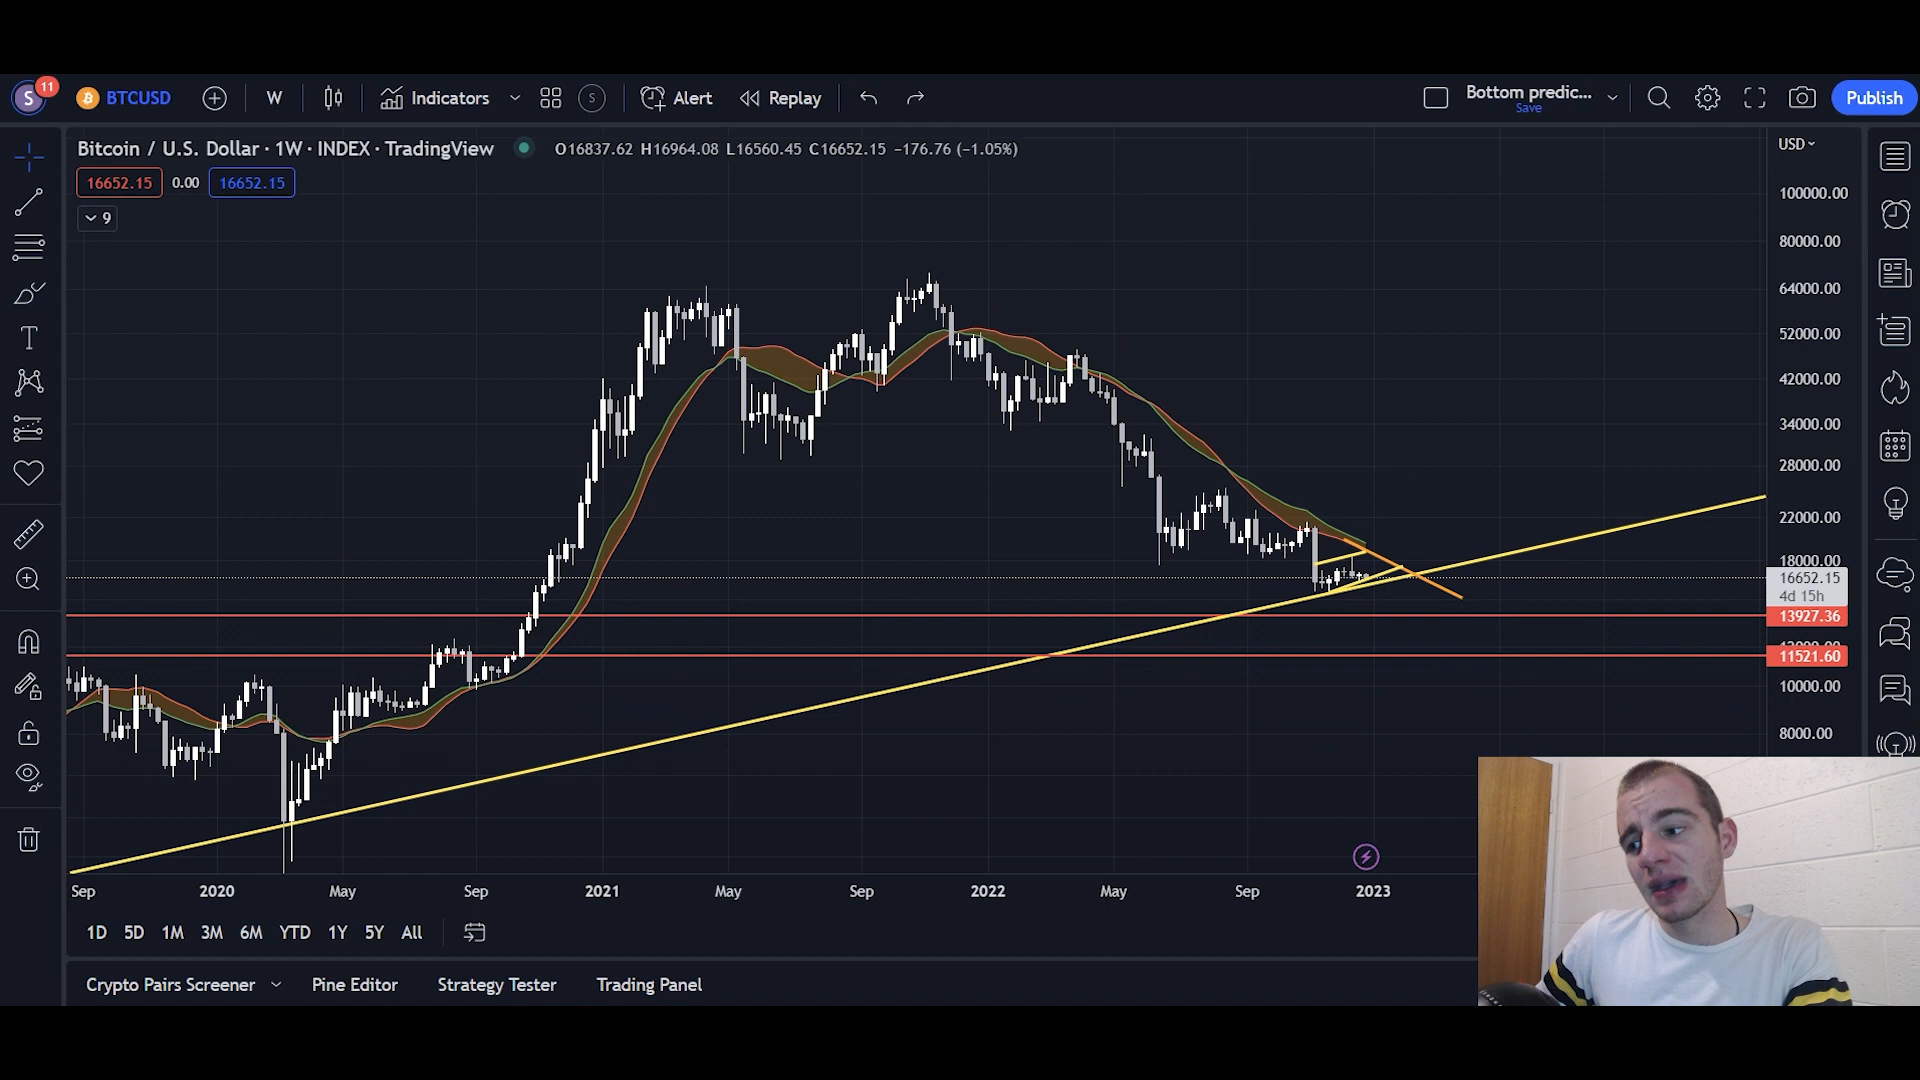 S 11 BTCUSD W Indicators S Alert Replay Bottom predic... Save Publish
Bitcoin / U.S. Dollar · 1W · INDEX · TradingView O16837.62 H16964.08 L16560.45 C16652.15 −176.76 (−1.05%)
USD
16652.15 0.00 16652.15
9
100000.00
80000.00
64000.00
52000.00
42000.00
34000.00
28000.00
22000.00
18000.00
16652.15
4d 15h
13927.36
11521.60
10000.00
8000.00
Sep 2020 May Sep 2021 May Sep 2022 May Sep 2023
1D 5D 1M 3M 6M YTD 1Y 5Y All
Crypto Pairs Screener Pine Editor Strategy Tester Trading Panel